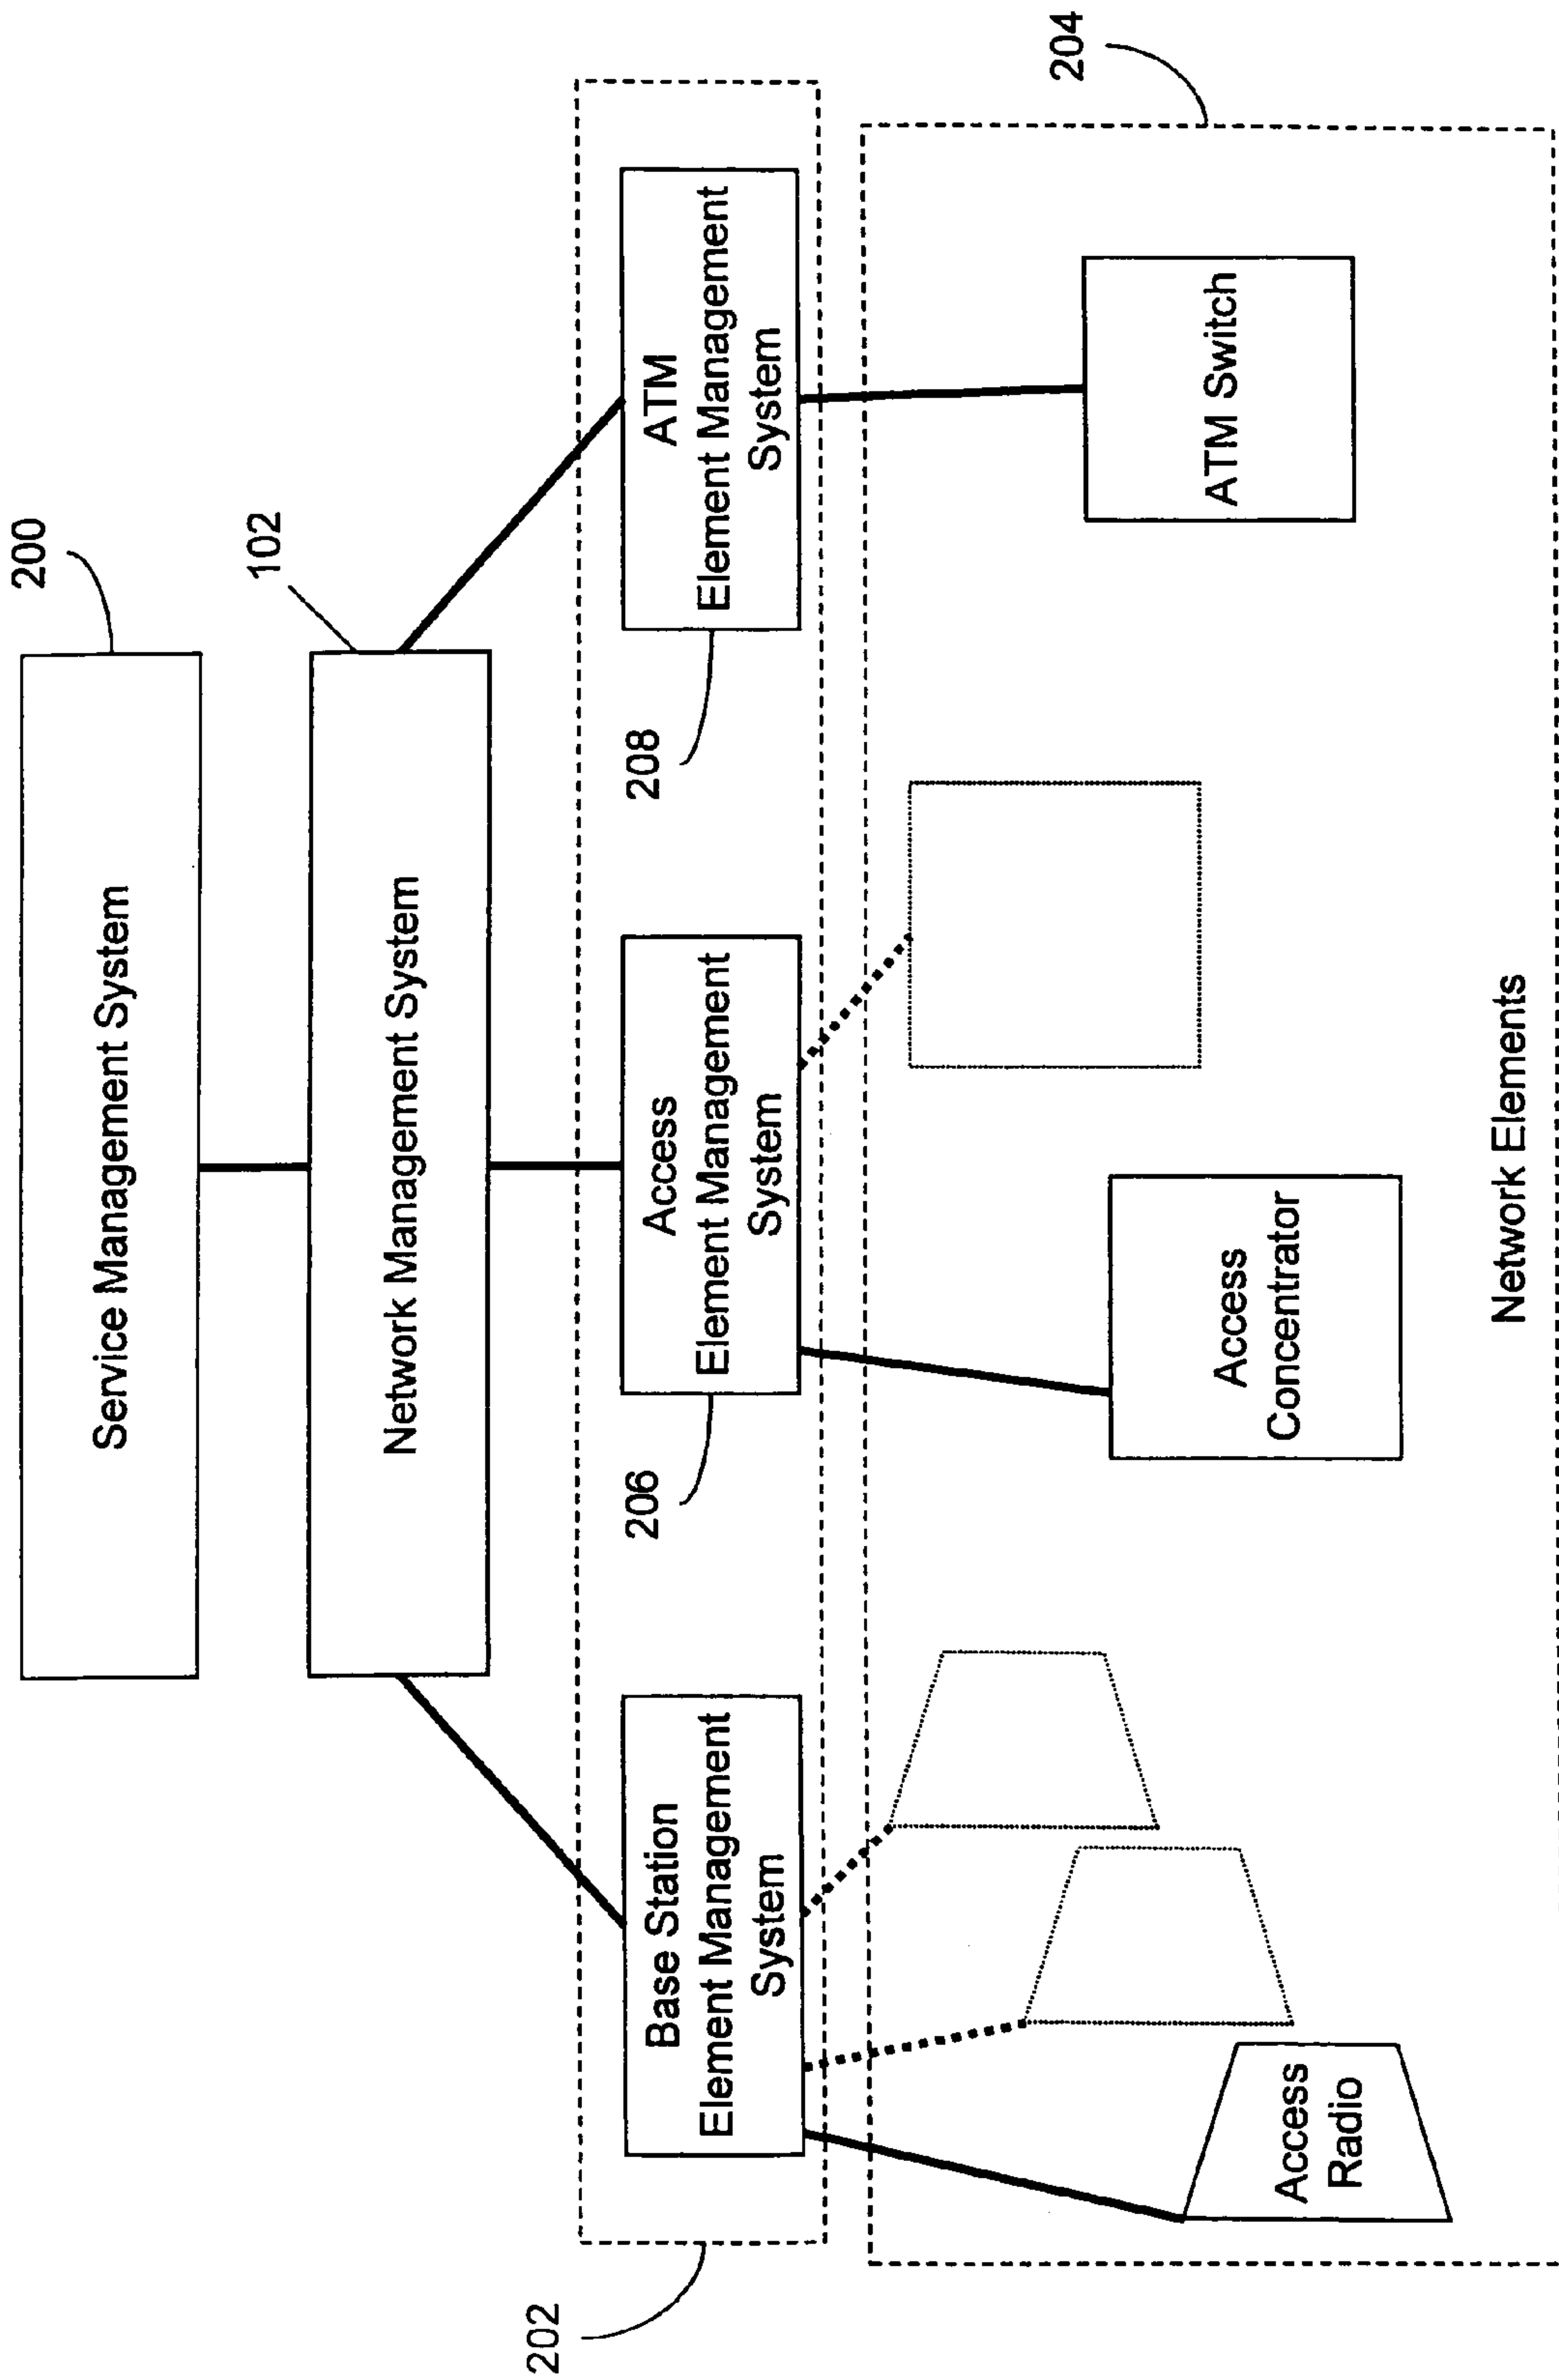 200
Service Management System
102
Network Management System
202
Base Station
Element Management
System
206
Access
Element Management
System
208
ATM
Element Management
System
204
Access
Radio
Access
Concentrator
ATM Switch
Network Elements